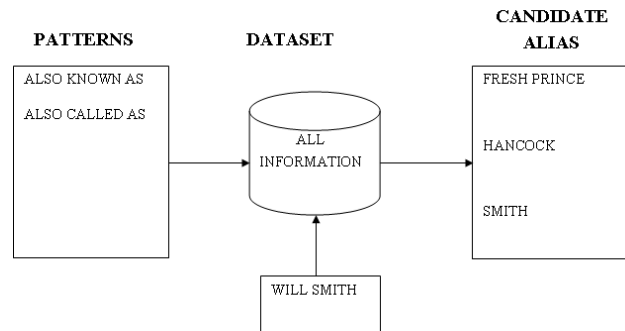 PATTERNS
DATASET
CANDIDATE
ALIAS
ALSO KNOWN AS
ALSO CALLED AS
ALL
INFORMATION
FRESH PRINCE
HANCOCK
SMITH
WILL SMITH